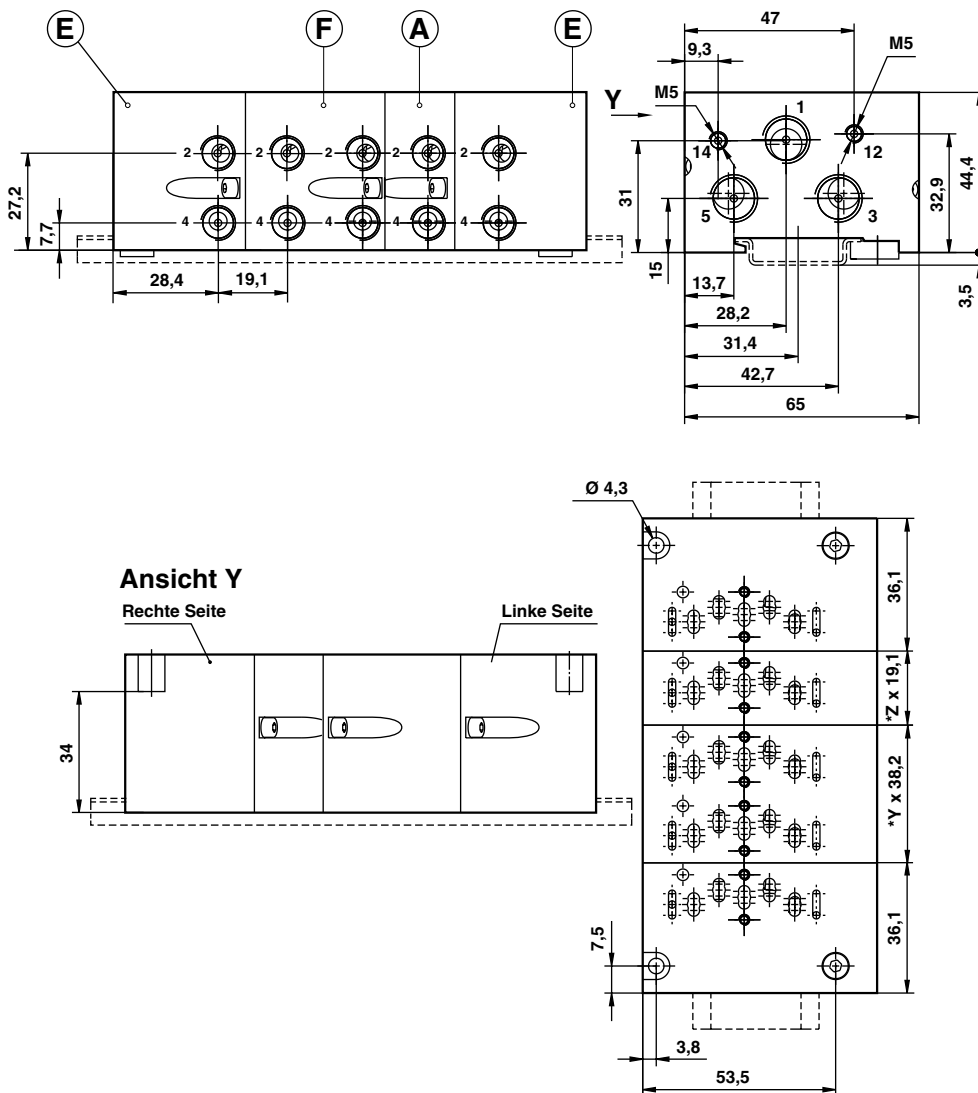 E
F
A
E
2
2
2
2
2
4
4
4
4
4
27,2
7,7
28,4
19,1
47
9,3
M5
M5
Y
1
14
12
5
3
31
15
32,9
44,4
3,5
13,7
28,2
31,4
42,7
65
Ansicht Y
Rechte Seite
Linke Seite
34
Ø 4,3
36,1
*Z x 19,1
*Y x 38,2
36,1
7,5
3,8
53,5